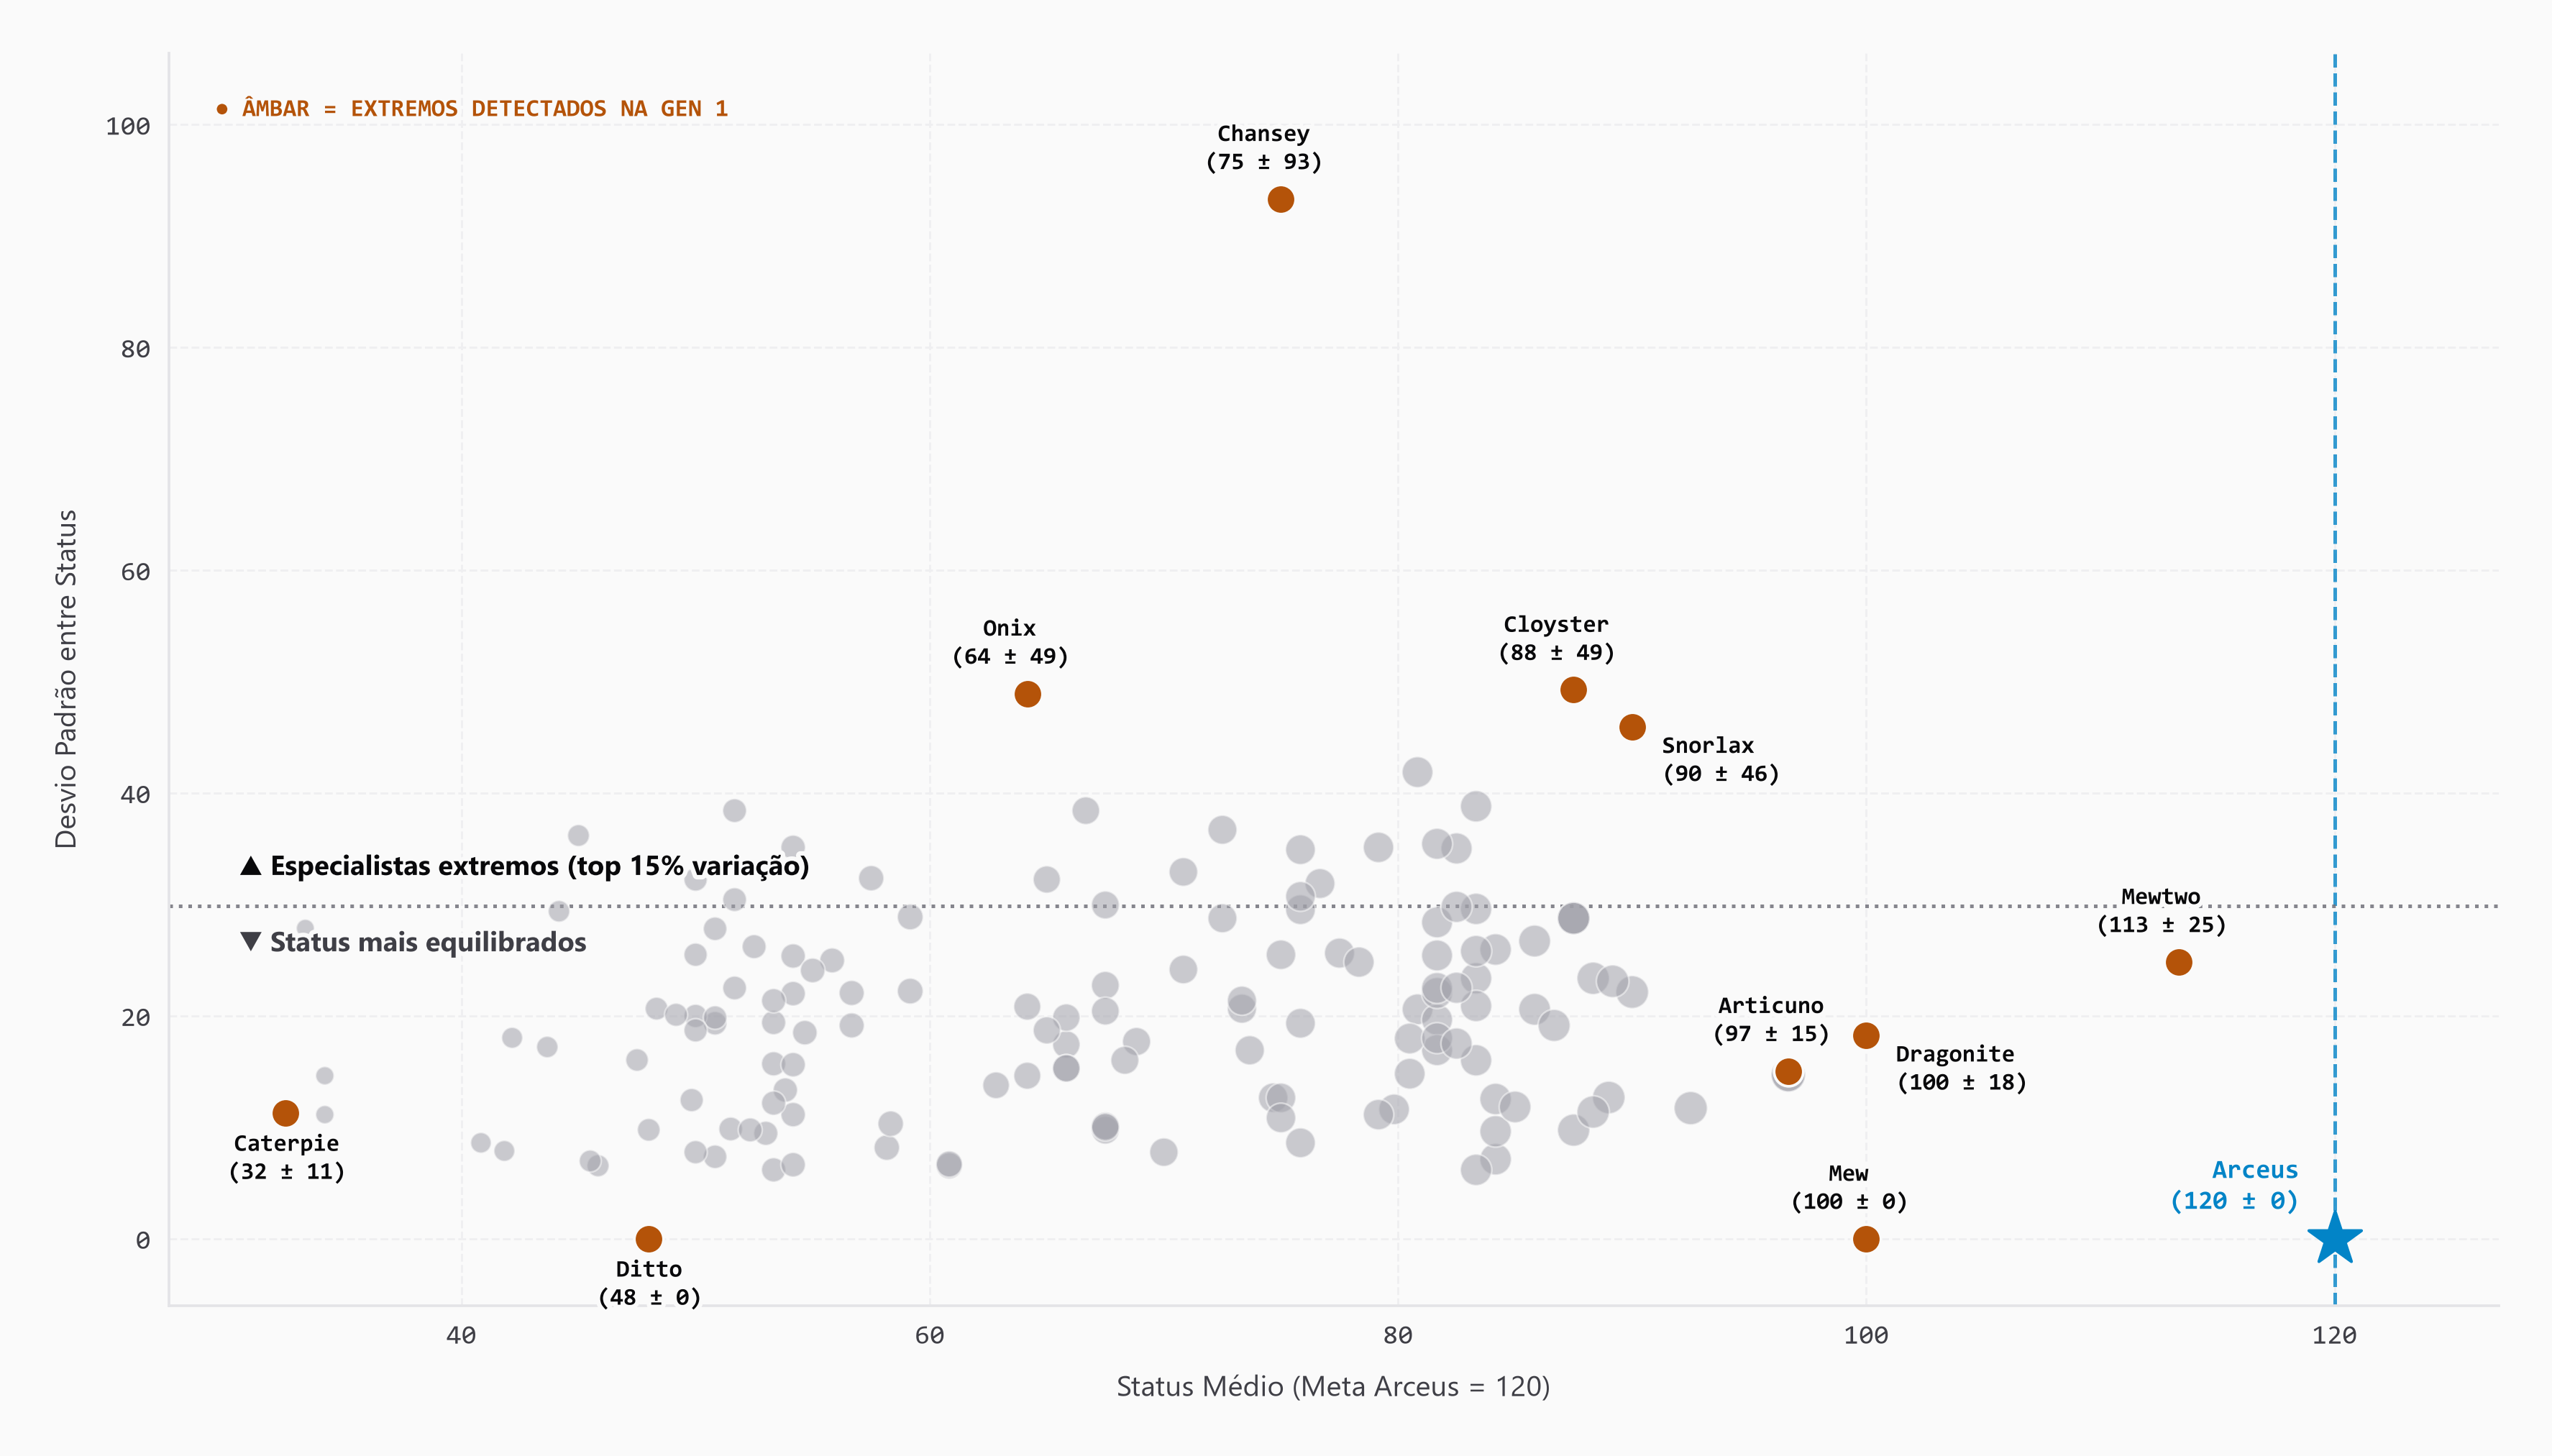 ● ÂMBAR = EXTREMOS DETECTADOS NA GEN 1
100
80
60
40
20
0
Desvio Padrão entre Status
Chansey
(75 ± 93)
Onix
(64 ± 49)
Cloyster
(88 ± 49)
Snorlax
(90 ± 46)
▲ Especialistas extremos (top 15% variação)
▼ Status mais equilibrados
Mewtwo
(113 ± 25)
Articuno
(97 ± 15)
Dragonite
(100 ± 18)
Caterpie
(32 ± 11)
Mew
(100 ± 0)
Arceus
(120 ± 0)
Ditto
(48 ± 0)
40
60
80
100
120
Status Médio (Meta Arceus = 120)